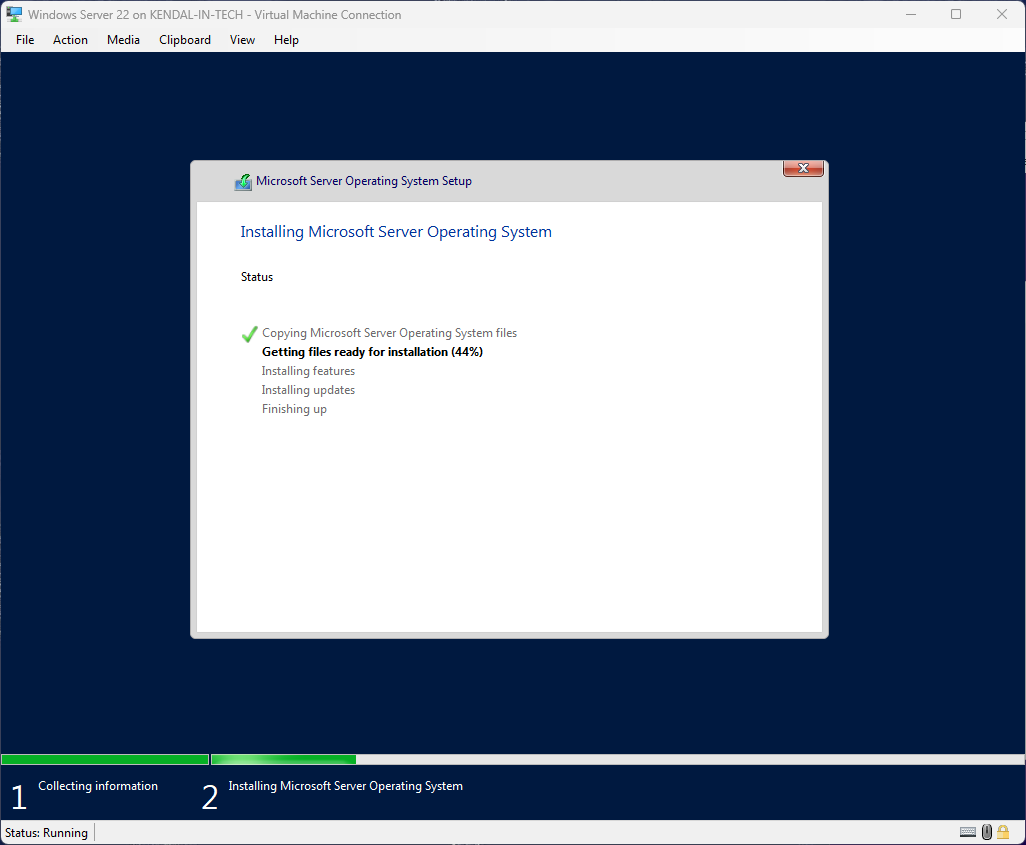 Windows Server 22 on KENDAL-IN-TECH - Virtual Machine Connection
File Action Media Clipboard View Help
Microsoft Server Operating System Setup
Installing Microsoft Server Operating System
Status
Copying Microsoft Server Operating System files
Getting files ready for installation (44%)
Installing features
Installing updates
Finishing up
1 Collecting information 2 Installing Microsoft Server Operating System
Status: Running